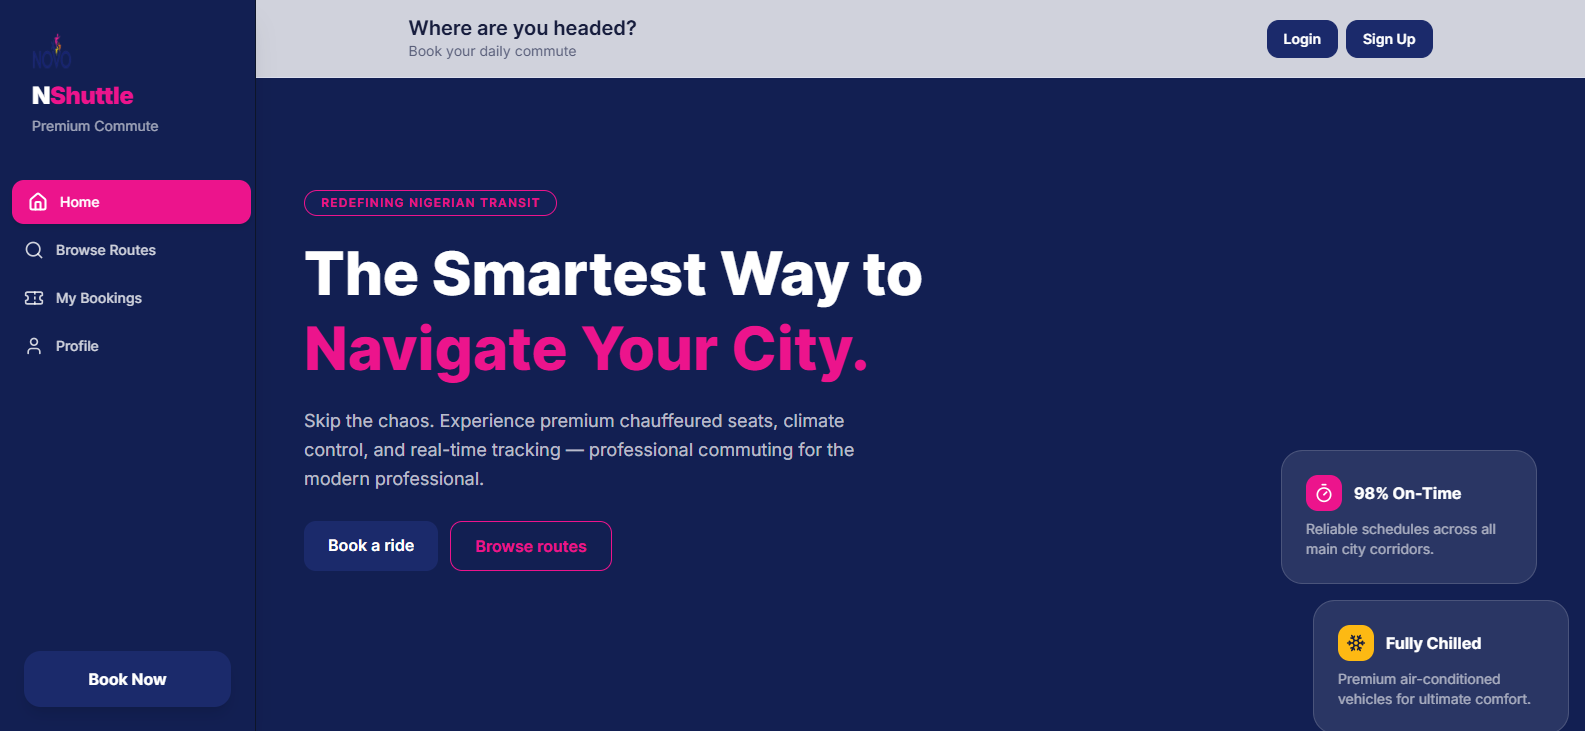 NOVO
NShuttle
Premium Commute
Home
Browse Routes
My Bookings
Profile
Book Now
Where are you headed?
Book your daily commute
Login
Sign Up
REDEFINING NIGERIAN TRANSIT
The Smartest Way to
Navigate Your City.
Skip the chaos. Experience premium chauffeured seats, climate
control, and real-time tracking — professional commuting for the
modern professional.
Book a ride
Browse routes
98% On-Time
Reliable schedules across all
main city corridors.
Fully Chilled
Premium air-conditioned
vehicles for ultimate comfort.